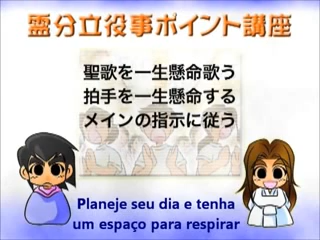 霊分立役事ポイント講座
聖歌を一生懸命歌う
拍手を一生懸命する
メインの指示に従う
Planeje seu dia e tenha
um espaço para respirar